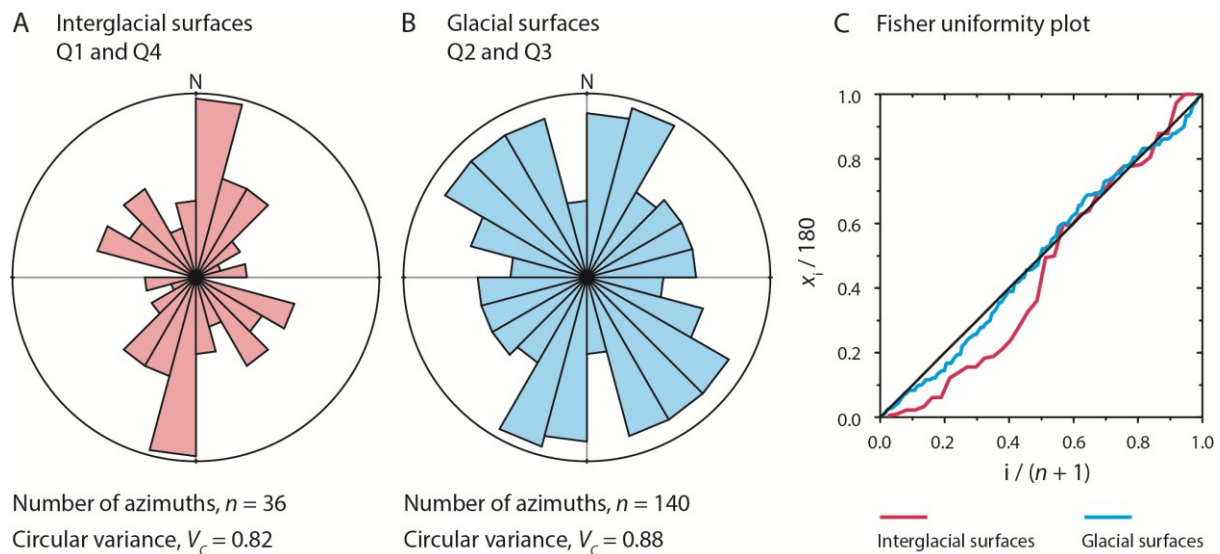 A Interglacial surfaces
Q1 and Q4
N
Number of azimuths, n = 36
Circular variance, Vc = 0.82
B Glacial surfaces
Q2 and Q3
N
Number of azimuths, n = 140
Circular variance, Vc = 0.88
C Fisher uniformity plot
1.0
0.8
0.6
0.4
0.2
0.0
xi / 180
0.0 0.2 0.4 0.6 0.8 1.0
i / (n + 1)
Interglacial surfaces Glacial surfaces